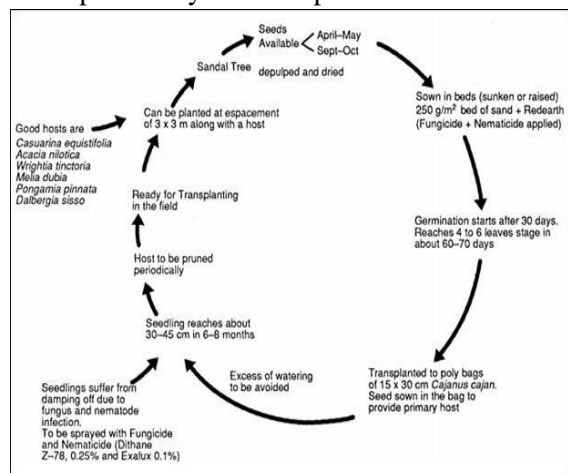 Seeds
Available
April–May
Sept–Oct
Sandal Tree
depulped and dried
Sown in beds (sunken or raised)
250 g/m² bed of sand + Redearth
(Fungicide + Nematicide applied)
Germination starts after 30 days.
Reaches 4 to 6 leaves stage in
about 60–70 days
Transplanted to poly bags
of 15 x 30 cm Cajanus cajan.
Seed sown in the bag to
provide primary host
Excess of watering
to be avoided
Seedlings suffer from
damping off due to
fungus and nematode
infection.
To be sprayed with Fungicide
and Nematicide (Dithane
Z–78, 0.25% and Exalux 0.1%)
Seedling reaches about
30–45 cm in 6–8 months
Host to be pruned
periodically
Ready for Transplanting
in the field
Can be planted at espacement
of 3 x 3 m along with a host
Good hosts are
Casuarina equistifolia
Acacia nilotica
Wrightia tinctoria
Melia dubia
Pongamia pinnata
Dalbergia sisso